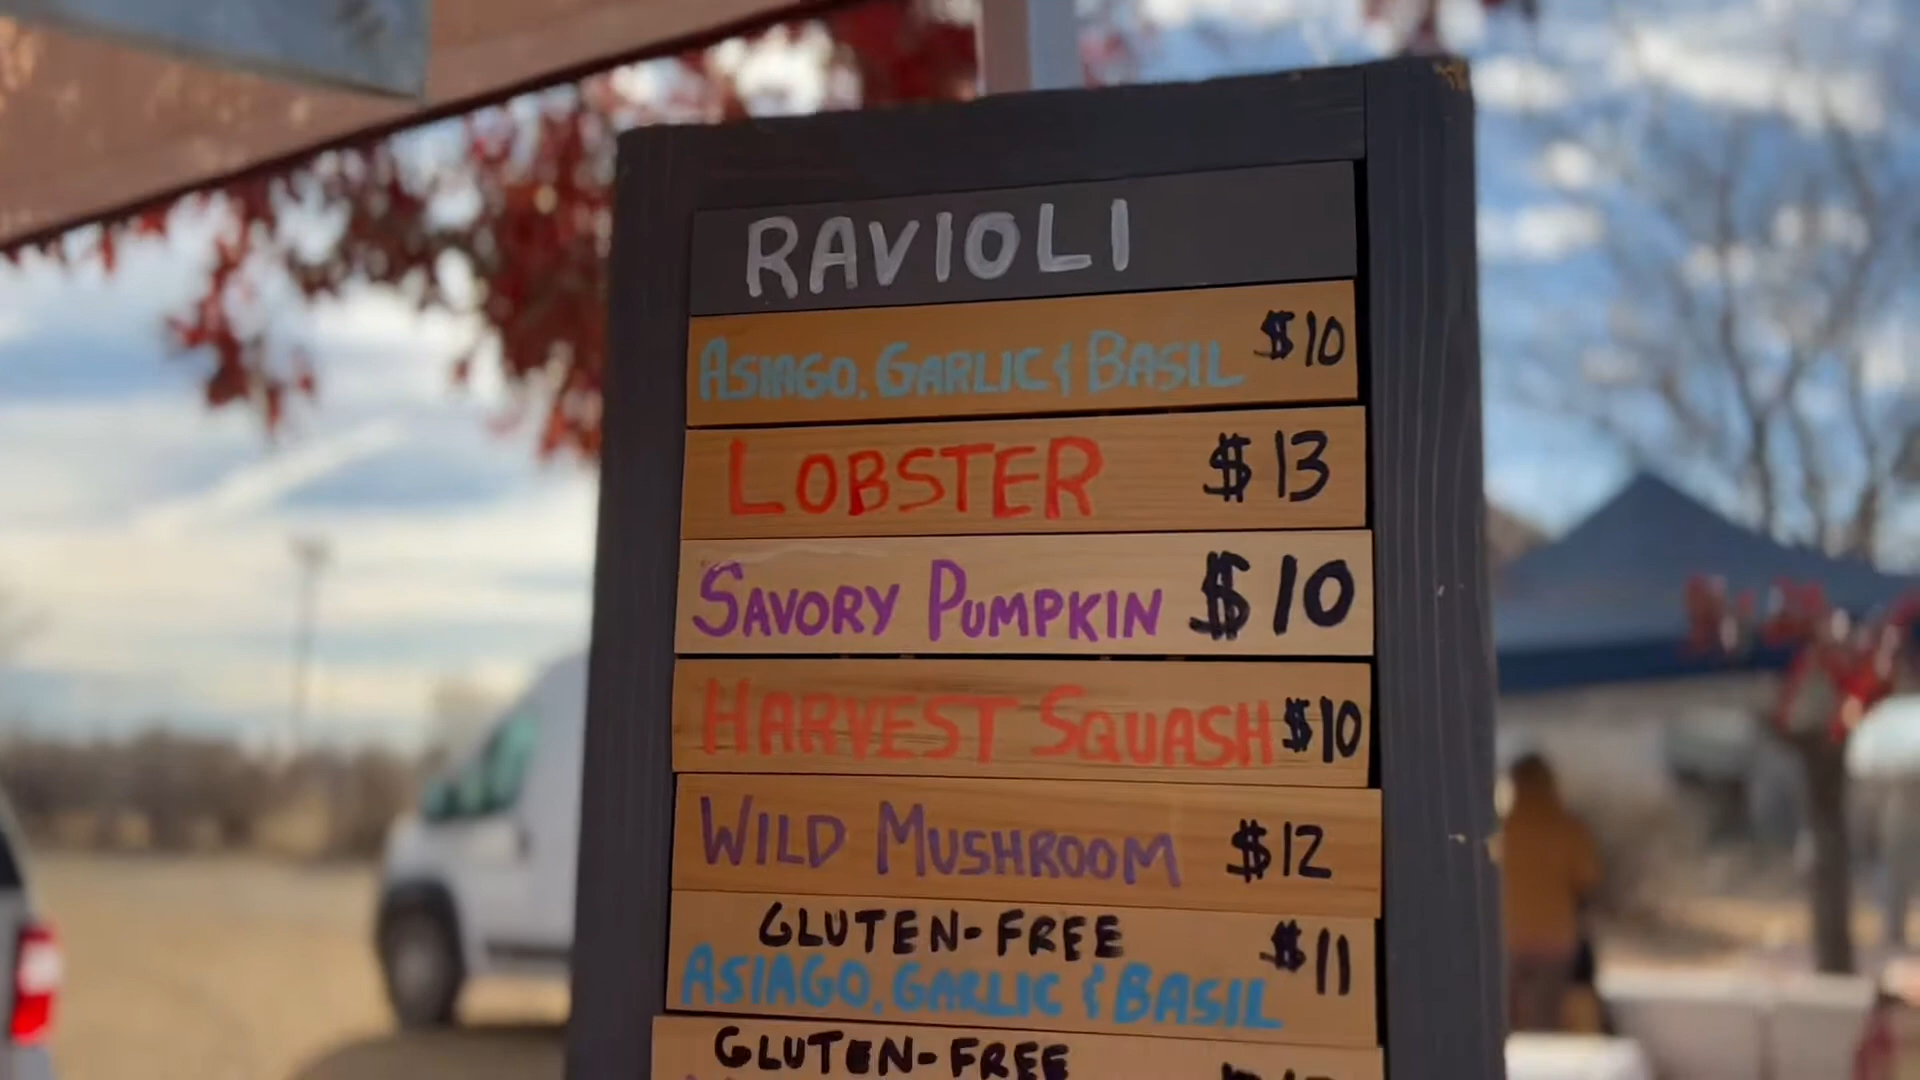 RAVIOLI
ASIAGO, GARLIC & BASIL $10
LOBSTER $13
SAVORY PUMPKIN $10
HARVEST SQUASH $10
WILD MUSHROOM $12
GLUTEN-FREE $11
ASIAGO, GARLIC & BASIL
GLUTEN-FREE